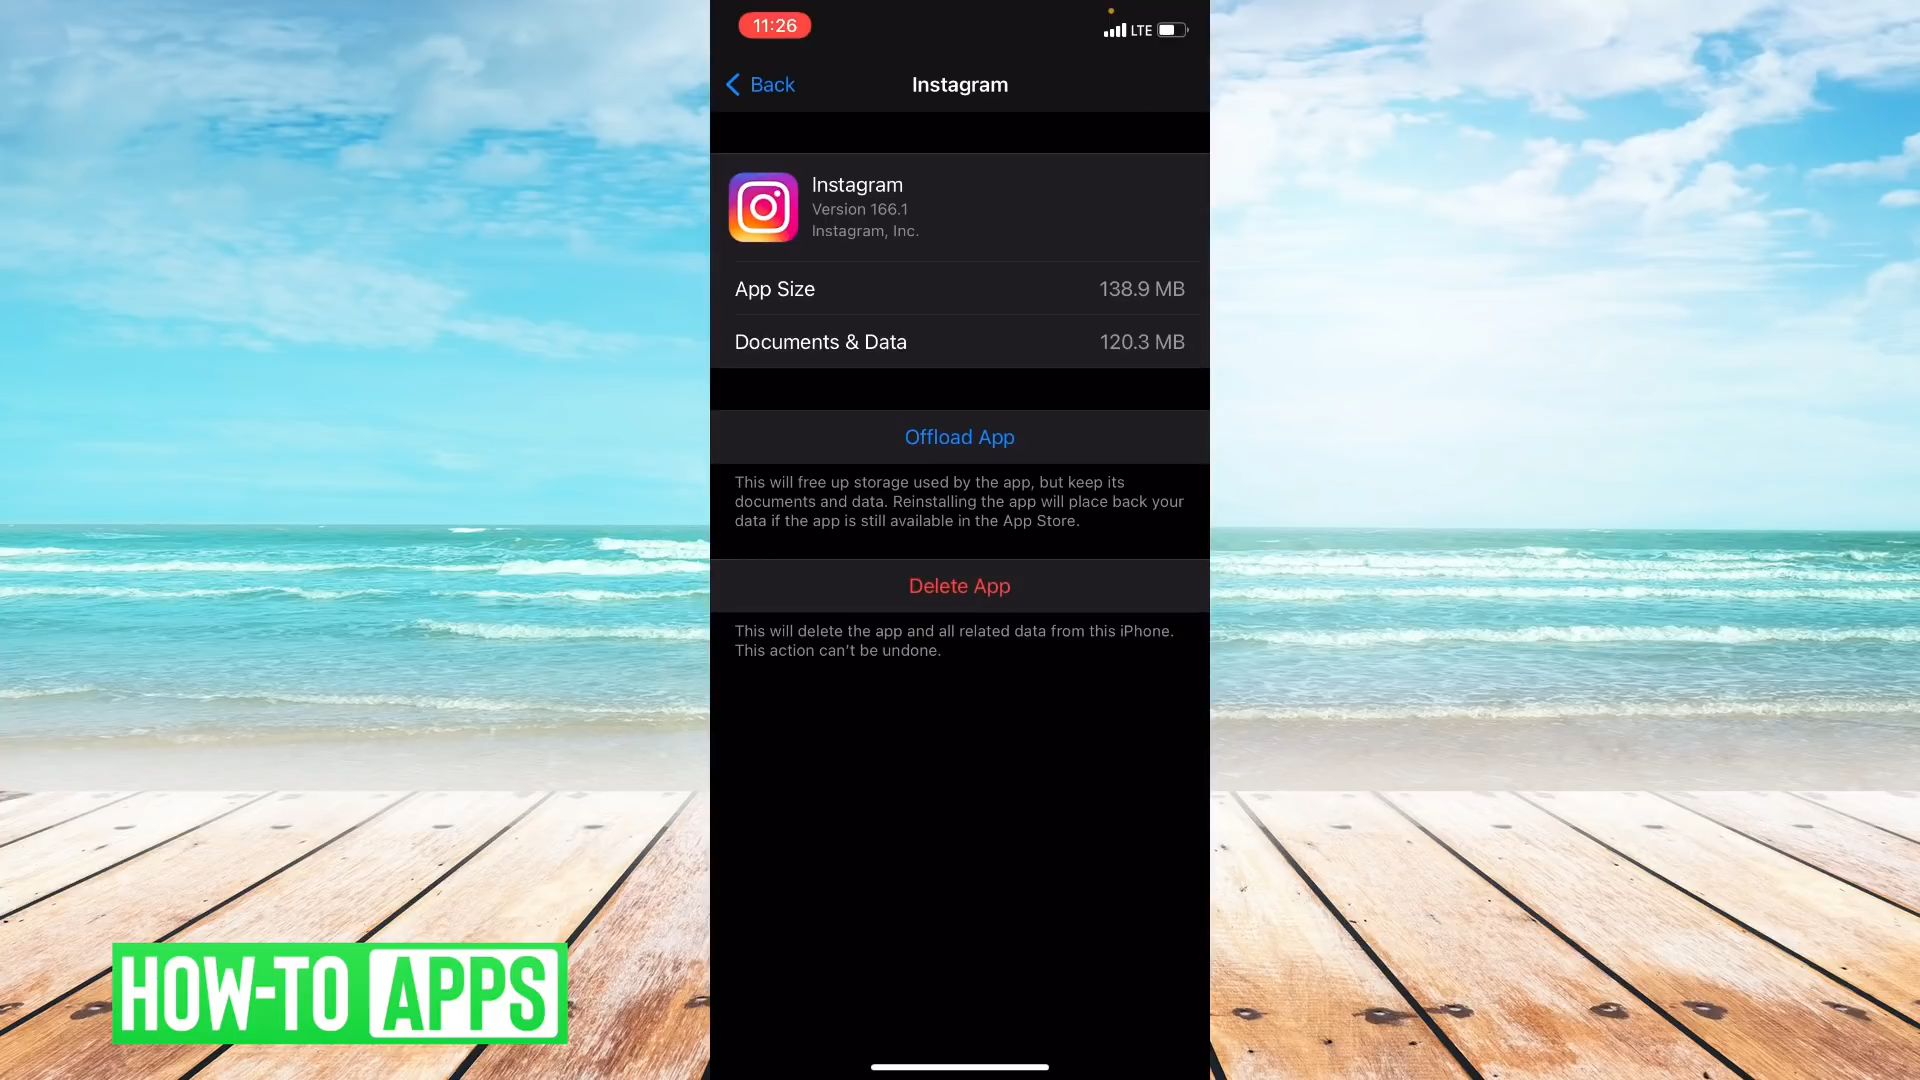 11:26
LTE
Back
Instagram
Instagram
Version 166.1
Instagram, Inc.
App Size 138.9 MB
Documents & Data 120.3 MB
Offload App
This will free up storage used by the app, but keep its
documents and data. Reinstalling the app will place back your
data if the app is still available in the App Store.
Delete App
This will delete the app and all related data from this iPhone.
This action can’t be undone.
HOW-TO APPS